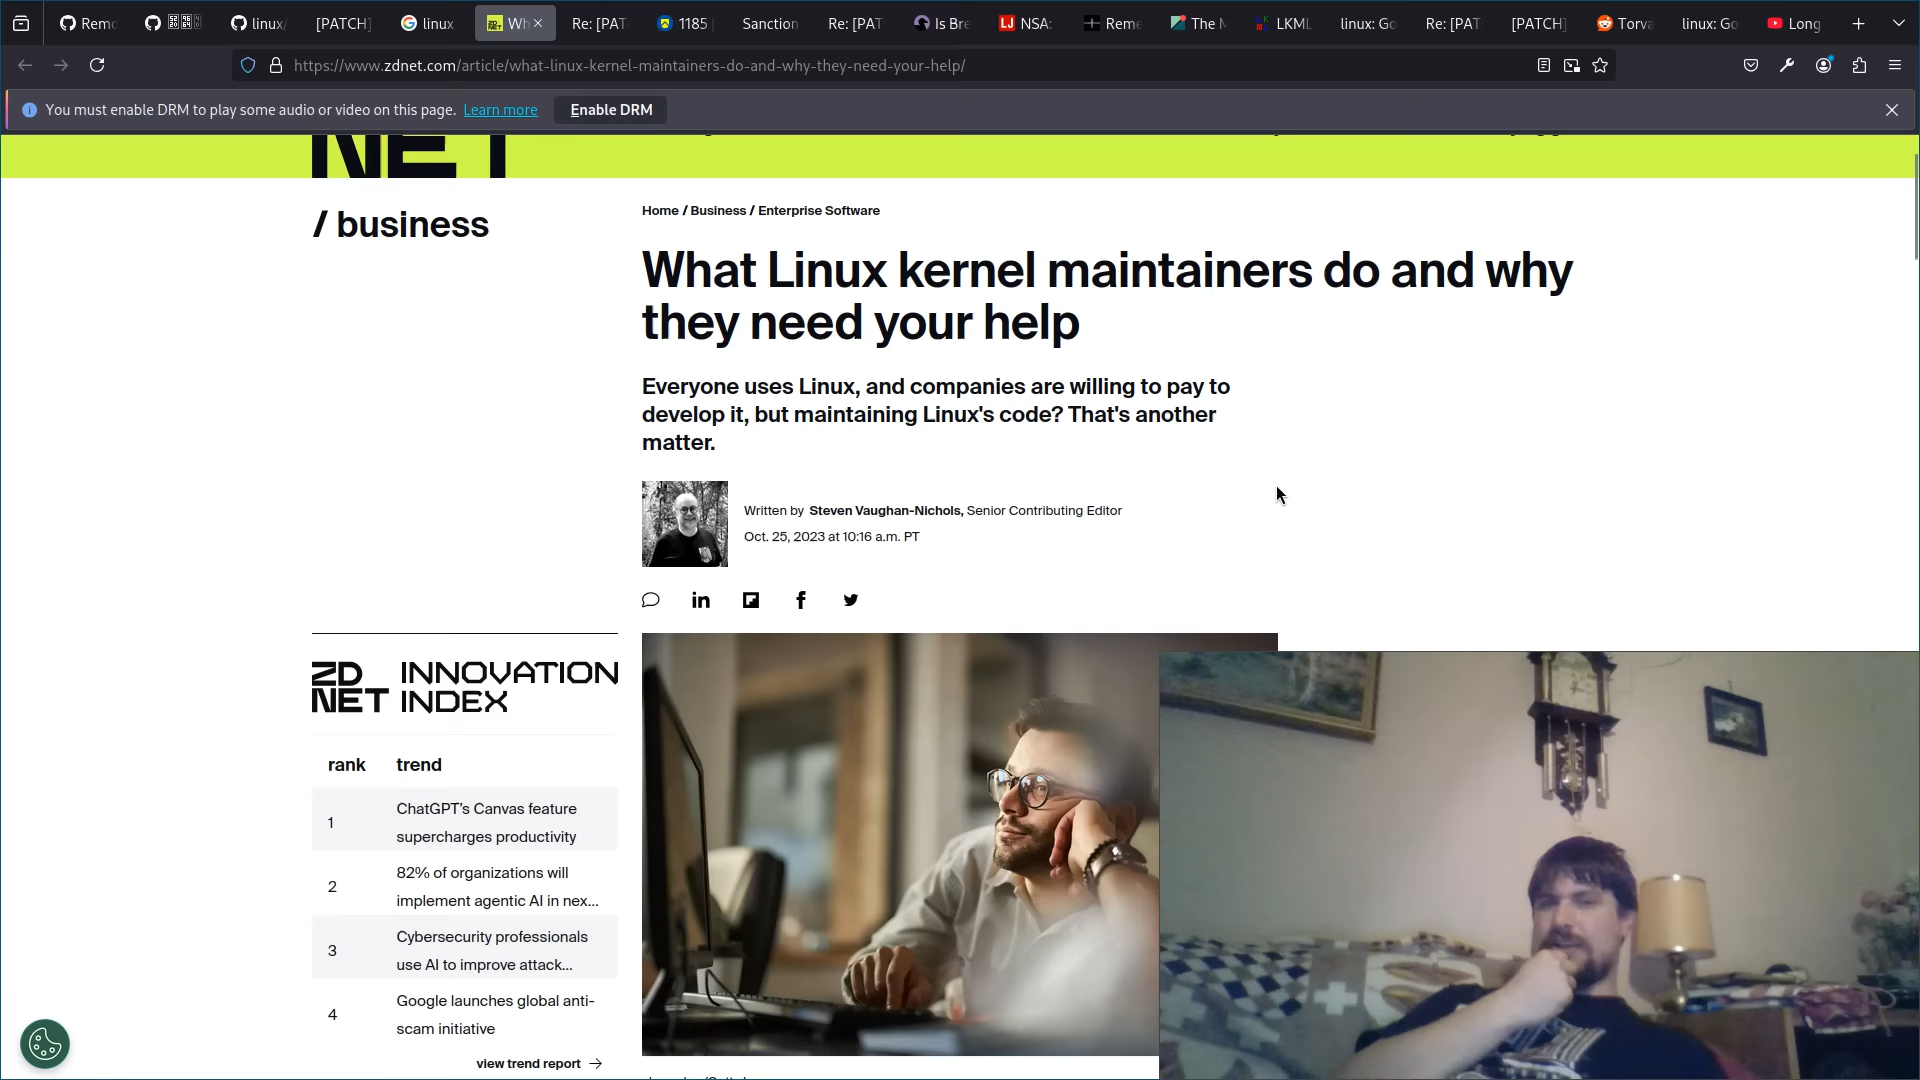 Remo
linux/
[PATCH]
linux
Wh
Re: [PAT
1185
Sanction
Re: [PAT
Is Bre
NSA:
Reme
The M
LKML
linux: Go
Re: [PAT
[PATCH]
Torva
linux: Go
Long
https://www.zdnet.com/article/what-linux-kernel-maintainers-do-and-why-they-need-your-help/
You must enable DRM to play some audio or video on this page. Learn more Enable DRM
NET
/ business
Home / Business / Enterprise Software
What Linux kernel maintainers do and why
they need your help
Everyone uses Linux, and companies are willing to pay to
develop it, but maintaining Linux's code? That's another
matter.
Written by Steven Vaughan-Nichols, Senior Contributing Editor
Oct. 25, 2023 at 10:16 a.m. PT
ZD NET INNOVATION INDEX
rank trend
1 ChatGPT's Canvas feature
supercharges productivity
2 82% of organizations will
implement agentic AI in nex...
3 Cybersecurity professionals
use AI to improve attack...
4 Google launches global anti-
scam initiative
view trend report